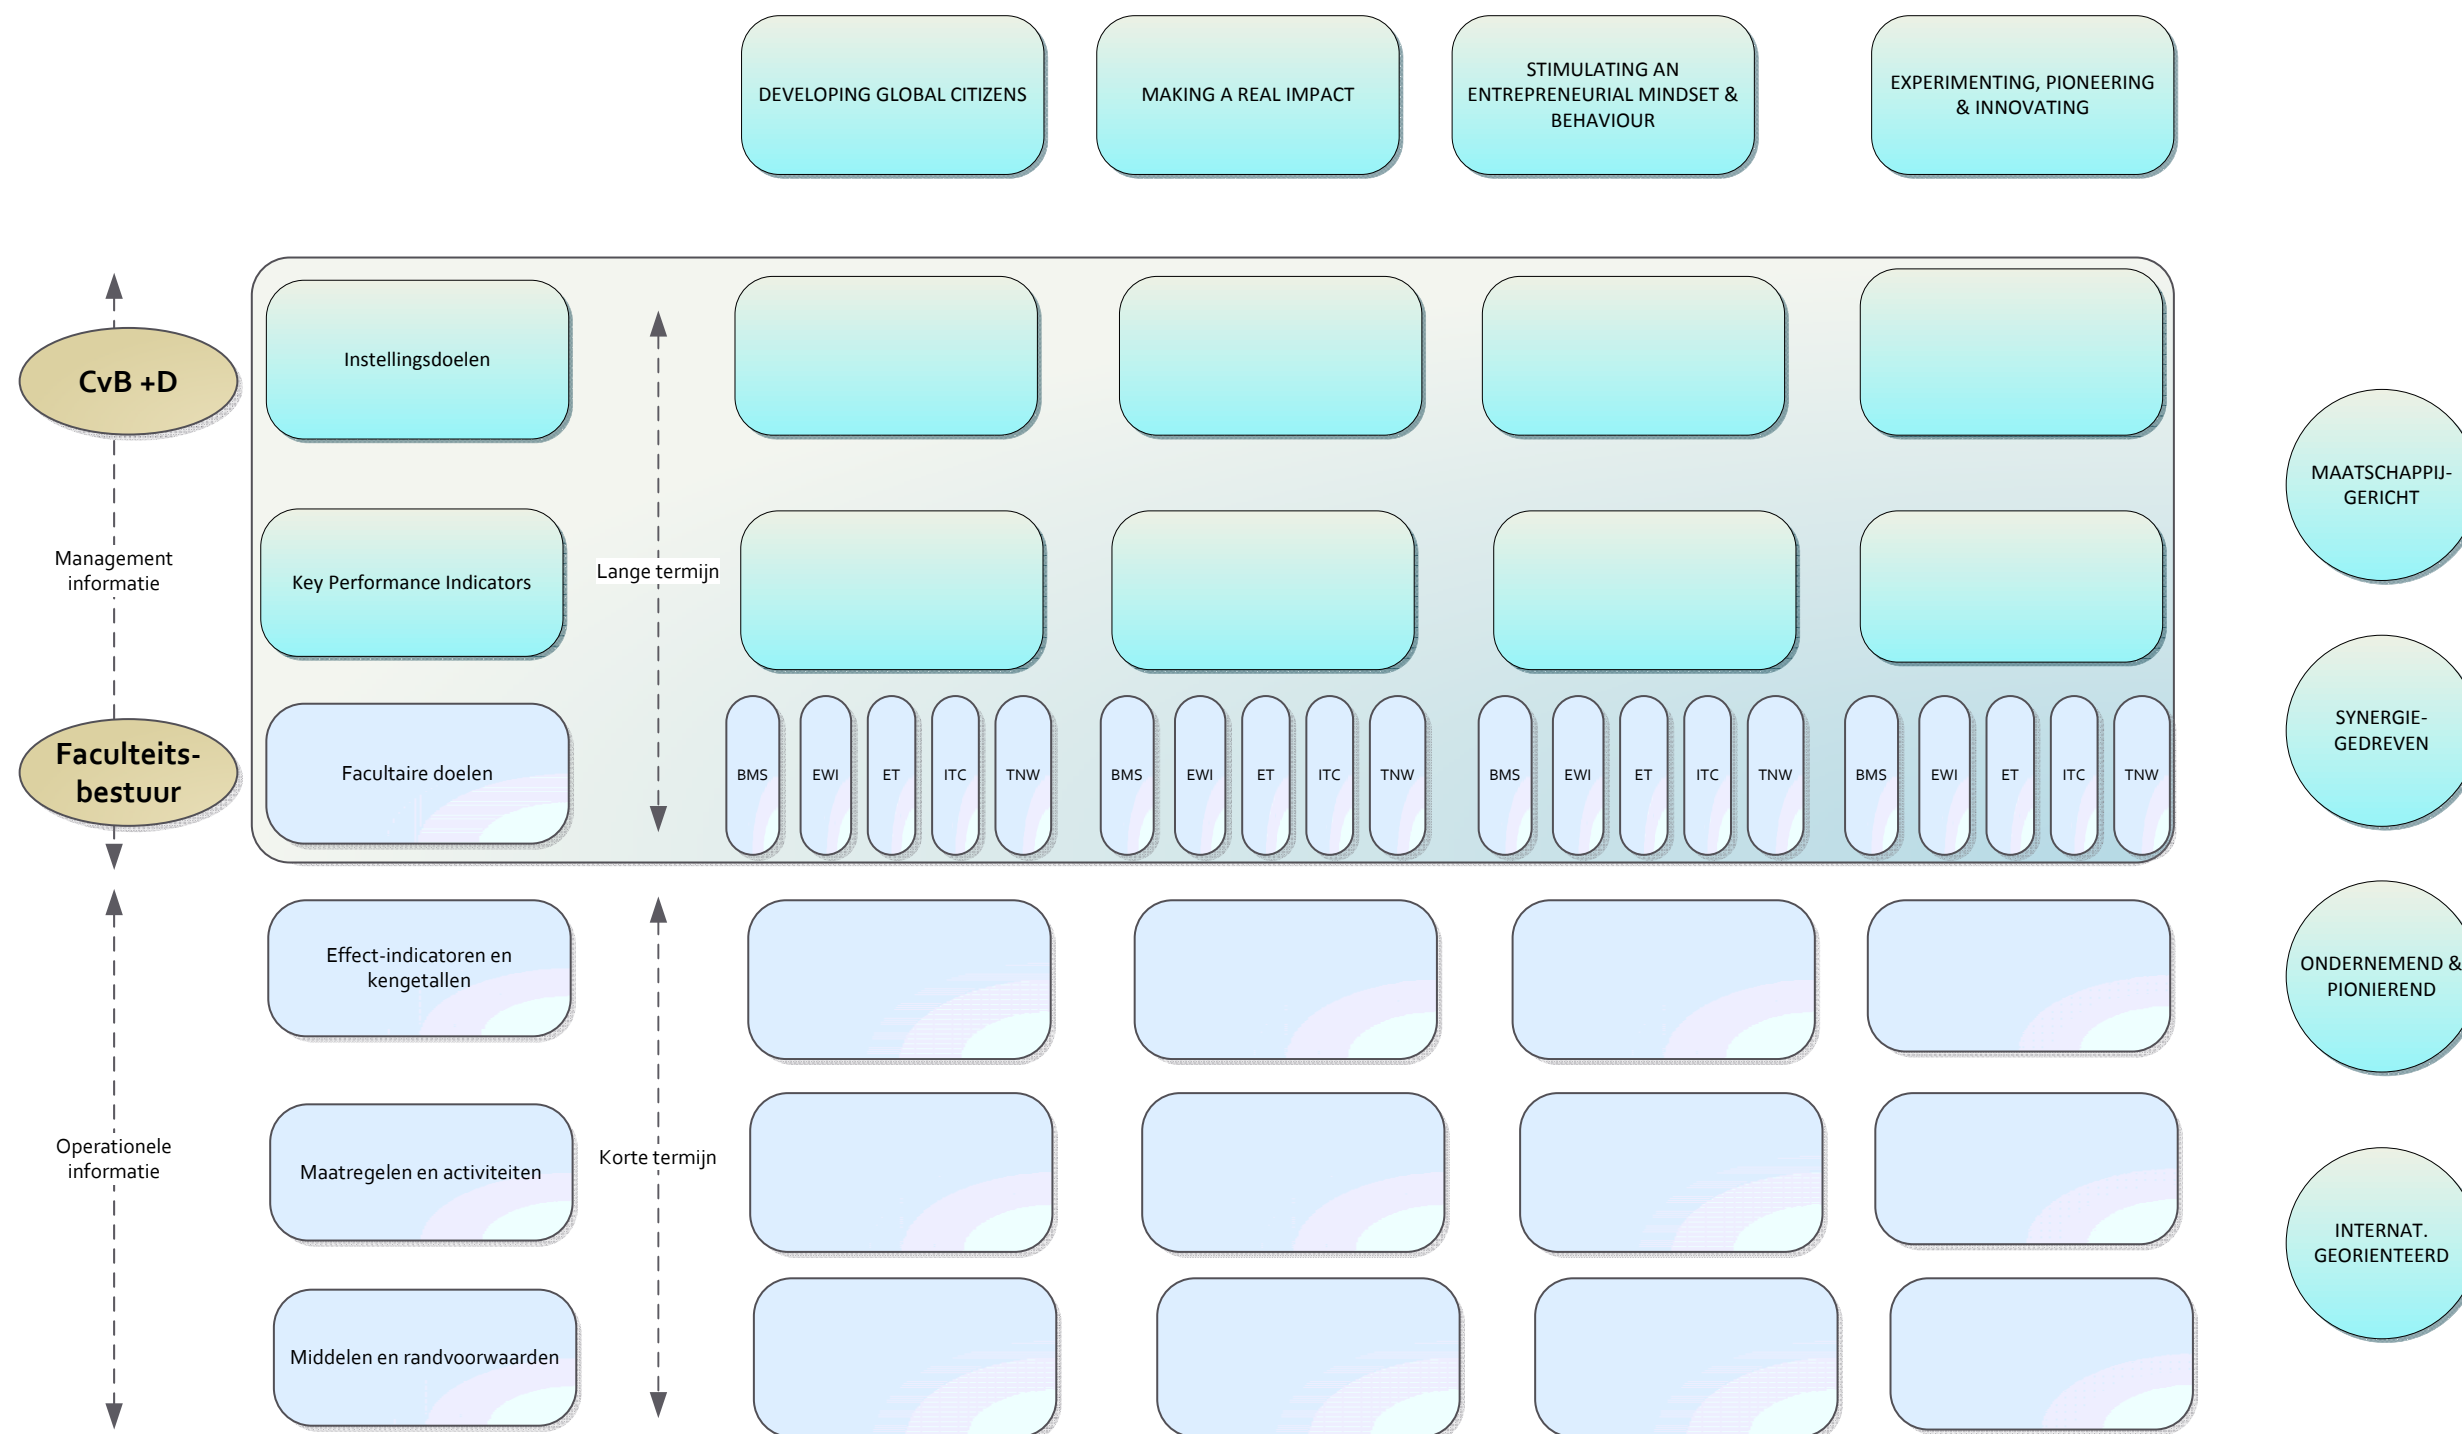 DEVELOPING GLOBAL CITIZENS
MAKING A REAL IMPACT
STIMULATING AN
ENTREPRENEURIAL MINDSET &
BEHAVIOUR
EXPERIMENTING, PIONEERING
& INNOVATING
CvB +D
Instellingsdoelen
MAATSCHAPPIJ-
GERICHT
Management
informatie
Key Performance Indicators
Lange termijn
SYNERGIE-
GEDREVEN
Faculteits-
bestuur
Facultaire doelen
BMS EWI ET ITC TNW
BMS EWI ET ITC TNW
BMS EWI ET ITC TNW
BMS EWI ET ITC TNW
Effect-indicatoren en
kengetallen
ONDERNEMEND &
PIONIEREND
Operationele
informatie
Maatregelen en activiteiten
Korte termijn
INTERNAT.
GEORIENTEERD
Middelen en randvoorwaarden